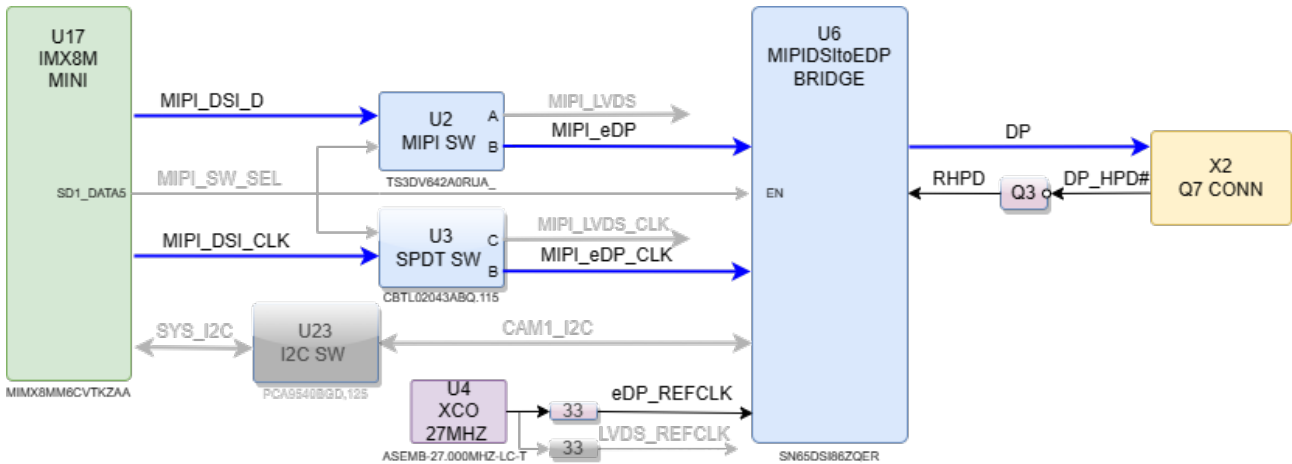 U17
IMX8M
MINI
SD1_DATA5
MIMX8MM6CVTKZAA
MIPI_DSI_D
MIPI_SW_SEL
MIPI_DSI_CLK
SYS_I2C
U2
MIPI SW
A
B
TS3DV642A0RUA_
U3
SPDT SW
C
B
CBTL02043ABQ.115
U23
I2C SW
PCA9540BGD,125
U4
XCO
27MHZ
ASEMB-27.000MHZ-LC-T
MIPI_LVDS
MIPI_eDP
MIPI_LVDS_CLK
MIPI_eDP_CLK
CAM1_I2C
33
eDP_REFCLK
33
LVDS_REFCLK
U6
MIPIDSItoEDP
BRIDGE
EN
SN65DSI86ZQER
DP
RHPD
Q3
DP_HPD#
X2
Q7 CONN